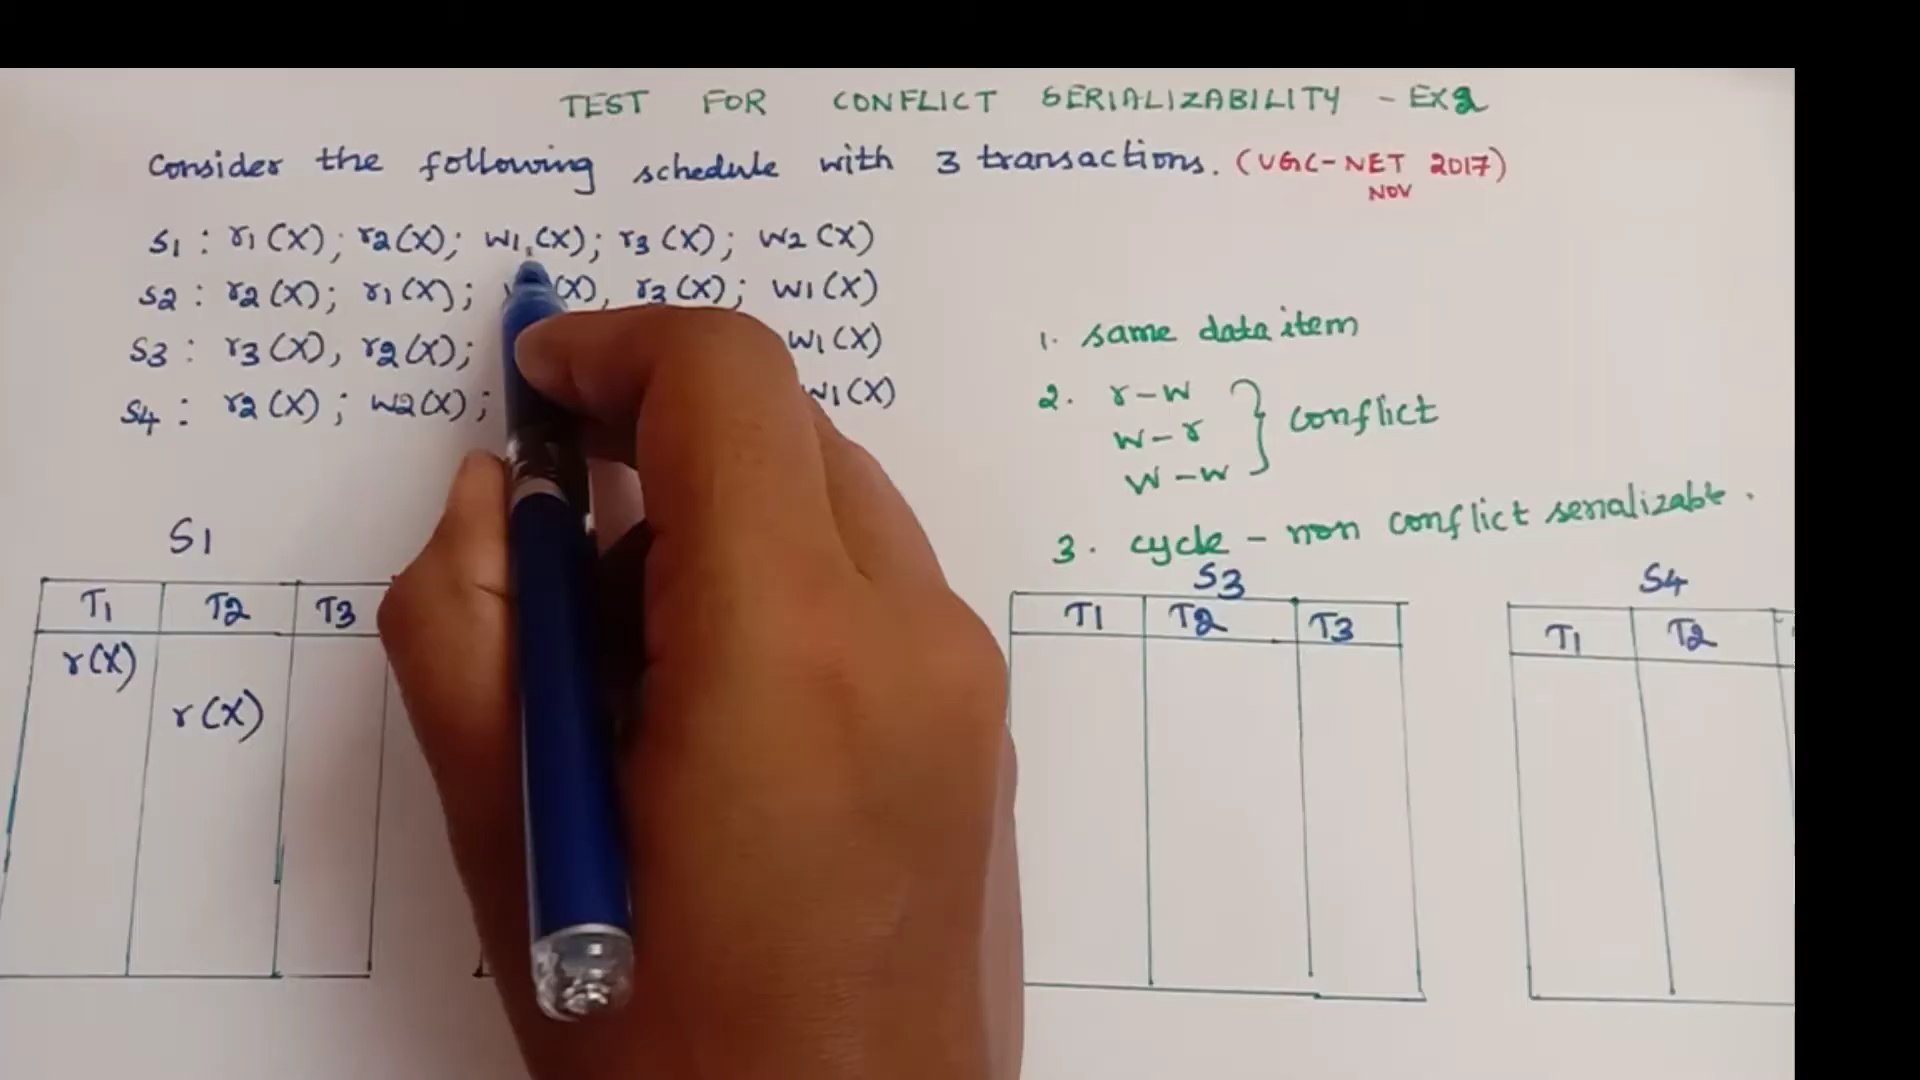 TEST FOR CONFLICT SERIALIZABILITY - EX2
Consider the following schedule with 3 transactions. (UGC-NET 2017)
NOV
S1 : r1(X); r2(X); w1(X); r3(X); w2(X)
S2 : r2(X); r1(X); (X), r3(X); w1(X)
S3 : r3(X), r2(X); w1(X)
S4 : r2(X); w2(X); w1(X)
1. same data item
2. r-w
w-r
w-w
} conflict
3. cycle - non conflict serializable.
S1
T1 T2 T3
r(X)
r(X)
S3
T1 T2 T3
S4
T1 T2